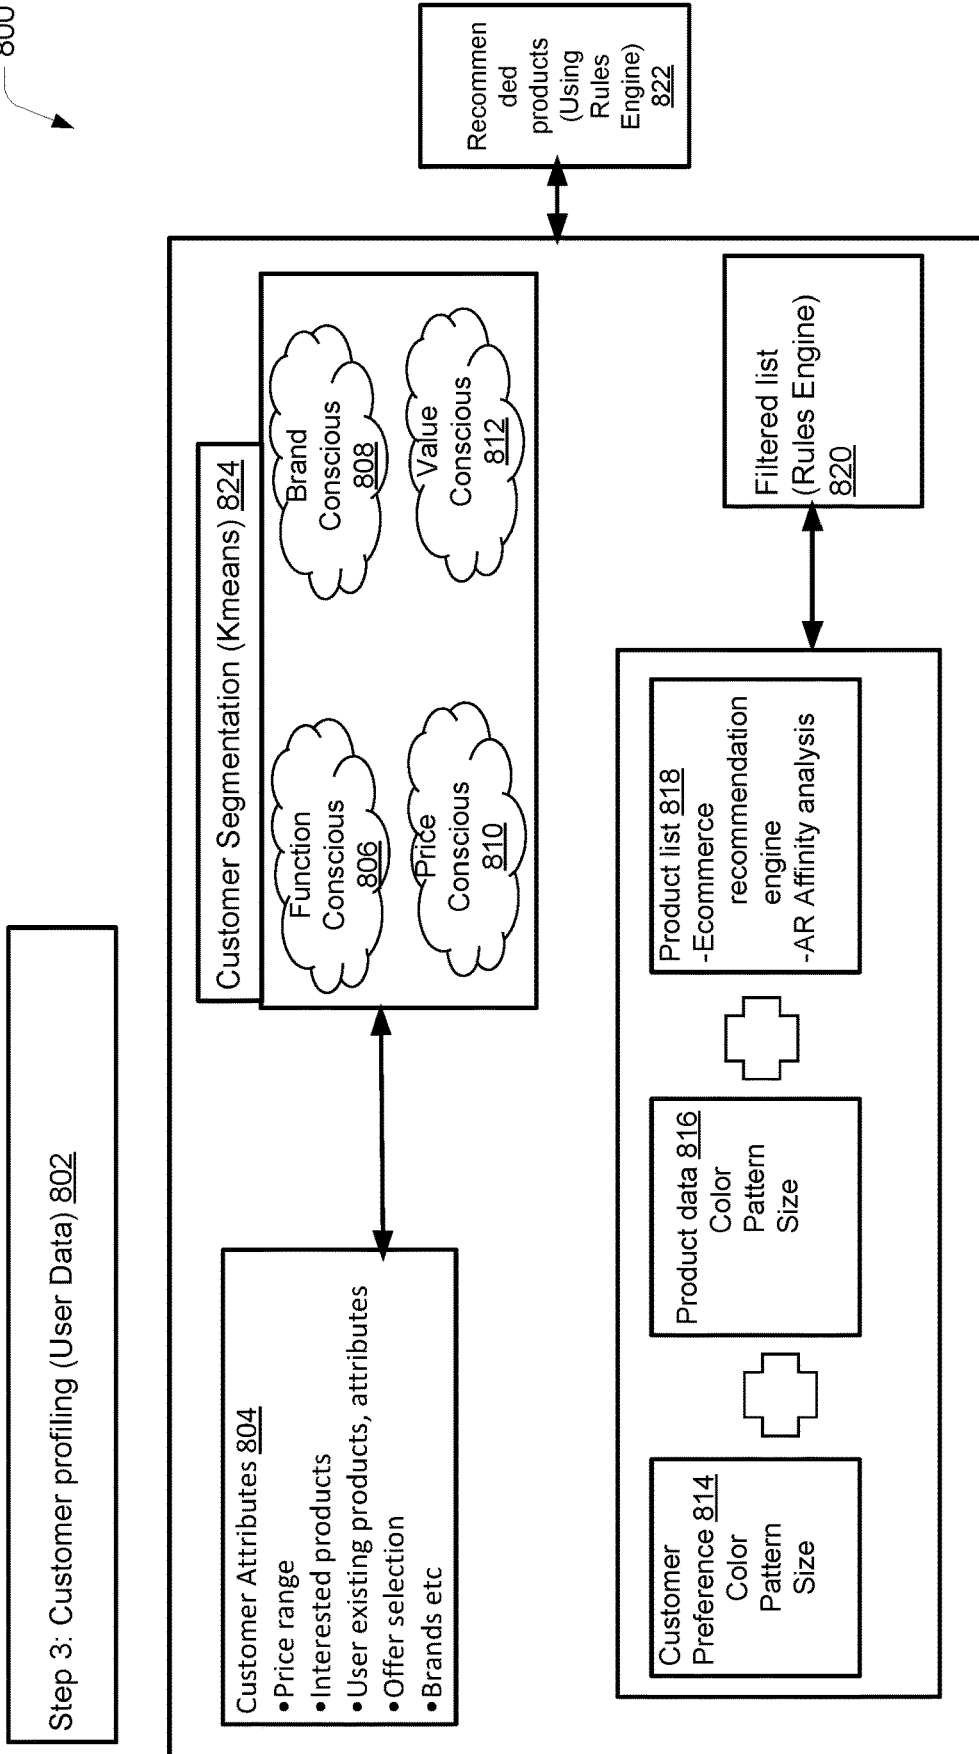 800
Step 3: Customer profiling (User Data) 802
Customer Attributes 804
•Price range
•Interested products
•User existing products, attributes
•Offer selection
•Brands etc
Customer Segmentation (Kmeans) 824
Function
Conscious
806
Brand
Conscious
808
Price
Conscious
810
Value
Conscious
812
Recommen
ded
products
(Using
Rules
Engine)
822
Customer
Preference 814
Color
Pattern
Size
Product data 816
Color
Pattern
Size
Product list 818
-Ecommerce
recommendation
engine
-AR Affinity analysis
Filtered list
(Rules Engine)
820